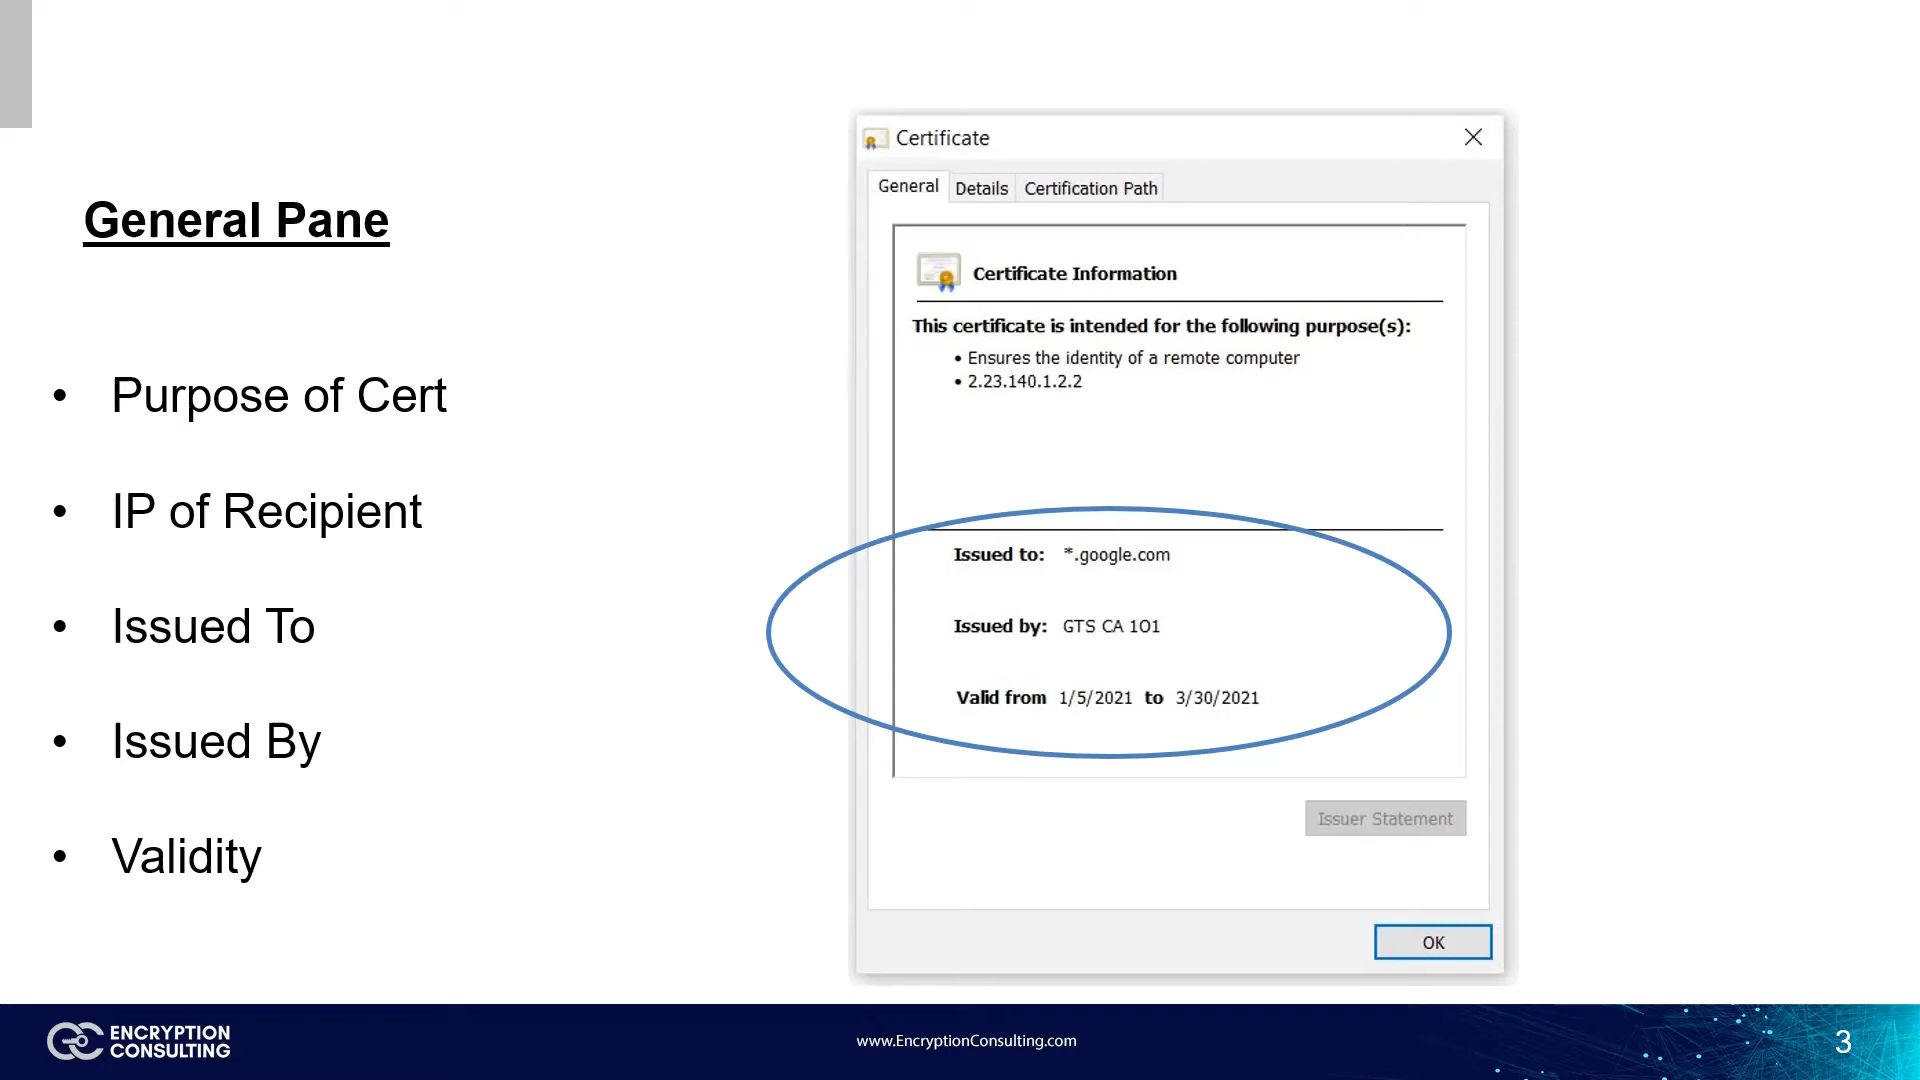 General Pane
• Purpose of Cert
• IP of Recipient
• Issued To
• Issued By
• Validity
Certificate
General Details Certification Path
Certificate Information
This certificate is intended for the following purpose(s):
• Ensures the identity of a remote computer
• 2.23.140.1.2.2
Issued to: *.google.com
Issued by: GTS CA 1O1
Valid from 1/5/2021 to 3/30/2021
Issuer Statement
OK
ENCRYPTION
CONSULTING
www.EncryptionConsulting.com
3